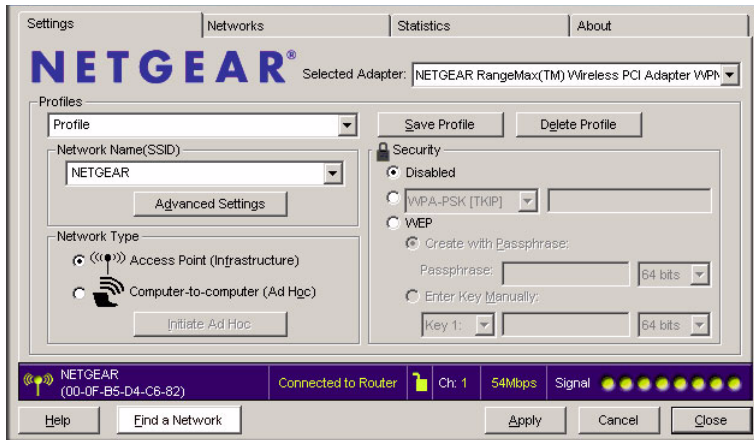 Settings
Networks
Statistics
About
NETGEAR®
Selected Adapter:
NETGEAR RangeMax(TM) Wireless PCI Adapter WPN
Profiles
Profile
Save Profile
Delete Profile
Network Name(SSID)
NETGEAR
Advanced Settings
Security
Disabled
WPA-PSK [TKIP]
WEP
Create with Passphrase:
Passphrase:
64 bits
Enter Key Manually:
Key 1:
64 bits
Network Type
Access Point (Infrastructure)
Computer-to-computer (Ad Hoc)
Initiate Ad Hoc
NETGEAR
(00-0F-B5-D4-C6-82)
Connected to Router
Ch: 1
54Mbps
Signal
Help
Find a Network
Apply
Cancel
Close